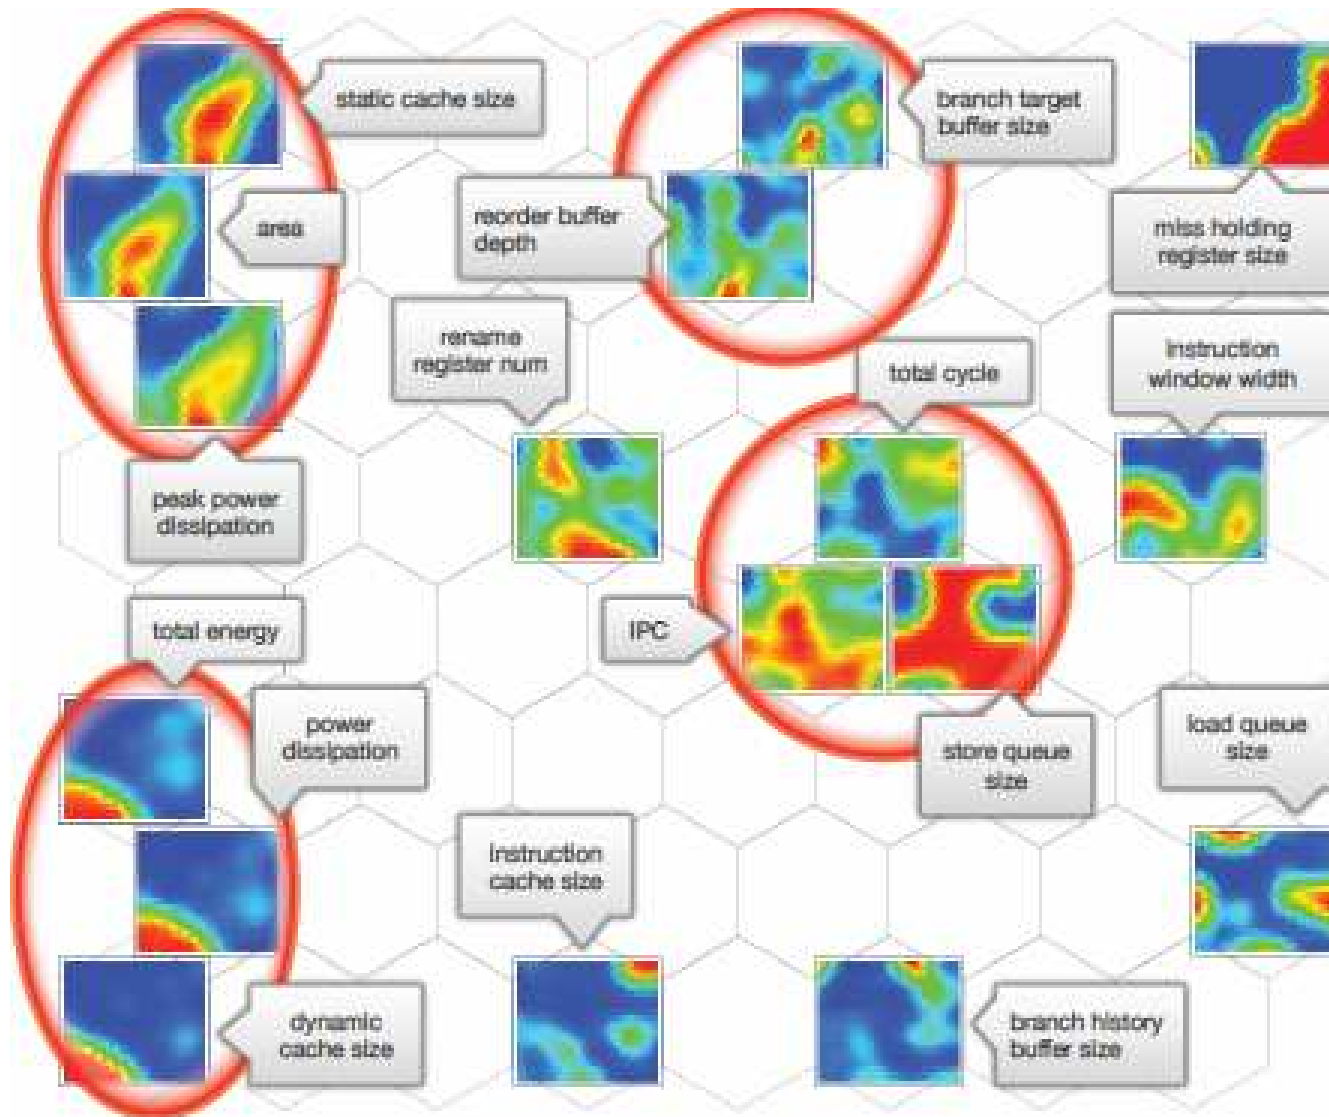 static cache size
branch target
buffer size
area
reorder buffer
depth
miss holding
register size
rename
register num
total cycle
instruction
window width
peak power
dissipation
total energy
IPC
power
dissipation
store queue
size
load queue
size
instruction
cache size
dynamic
cache size
branch history
buffer size